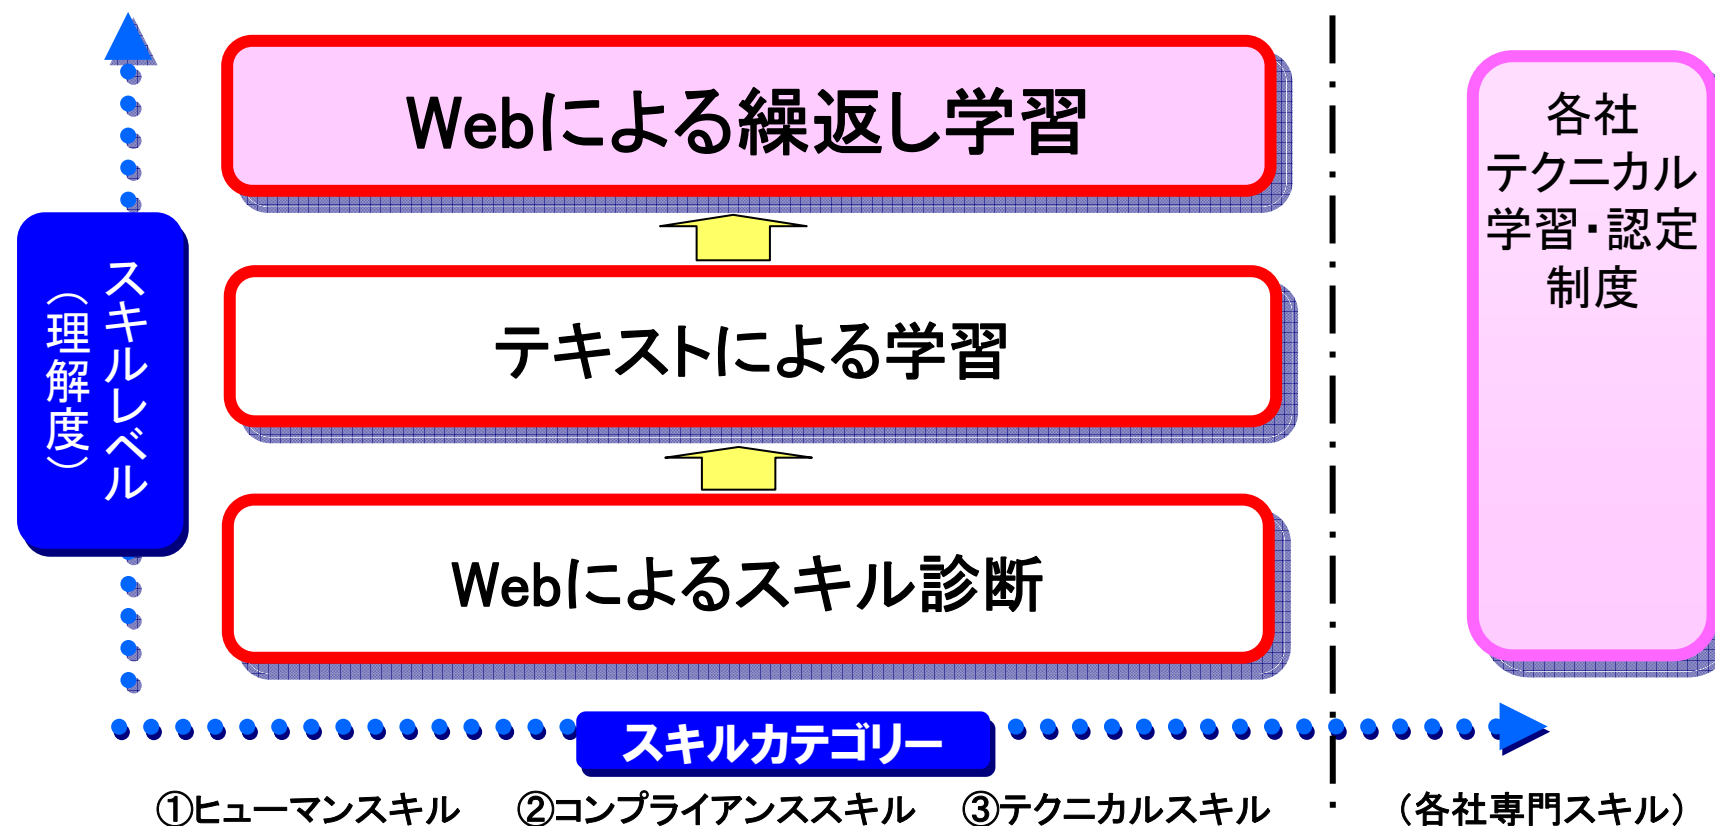 Webによる繰返し学習
各社
テクニカル
学習・認定
制度
スキルレベル
（理解度）
テキストによる学習
Webによるスキル診断
スキルカテゴリー
①ヒューマンスキル
②コンプライアンススキル
③テクニカルスキル
（各社専門スキル）